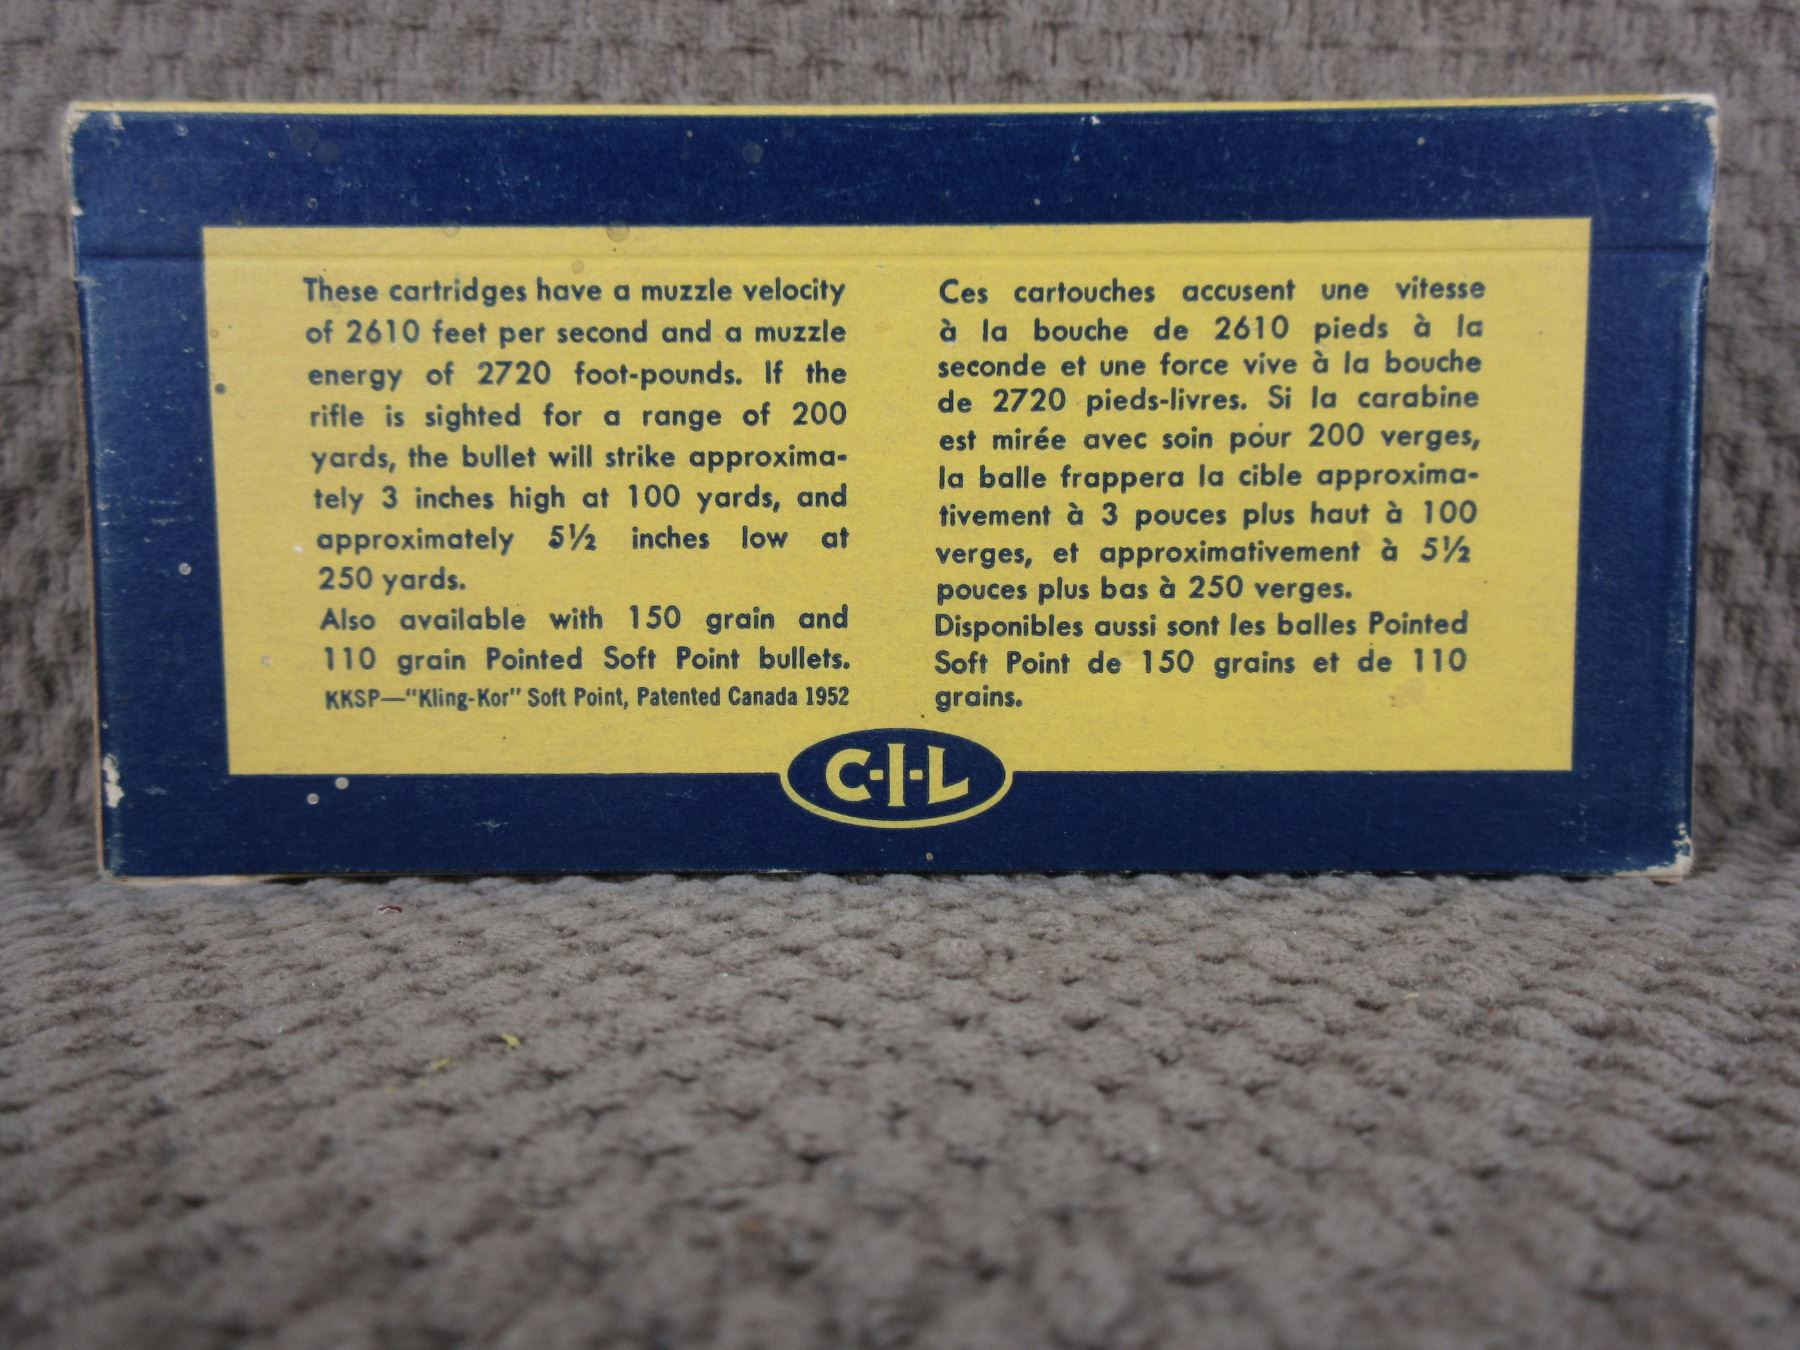 These cartridges have a muzzle velocity
of 2610 feet per second and a muzzle
energy of 2720 foot-pounds. If the
rifle is sighted for a range of 200
yards, the bullet will strike approxima-
tely 3 inches high at 100 yards, and
approximately 5½ inches low at
250 yards.
Also available with 150 grain and
110 grain Pointed Soft Point bullets.
KKSP—"Kling-Kor" Soft Point, Patented Canada 1952
Ces cartouches accusent une vitesse
à la bouche de 2610 pieds à la
seconde et une force vive à la bouche
de 2720 pieds-livres. Si la carabine
est mirée avec soin pour 200 verges,
la balle frappera la cible approxima-
tivement à 3 pouces plus haut à 100
verges, et approximativement à 5½
pouces plus bas à 250 verges.
Disponibles aussi sont les balles Pointed
Soft Point de 150 grains et de 110
grains.
C-I-L